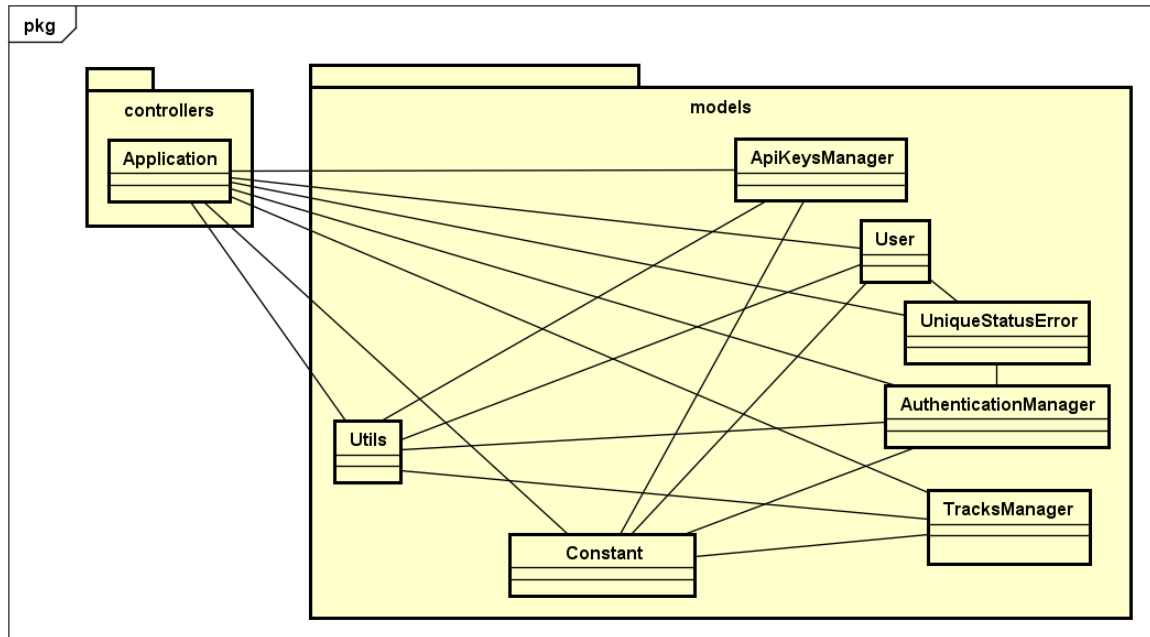 pkg
controllers
models
Application
ApiKeysManager
User
UniqueStatusError
AuthenticationManager
Utils
TracksManager
Constant